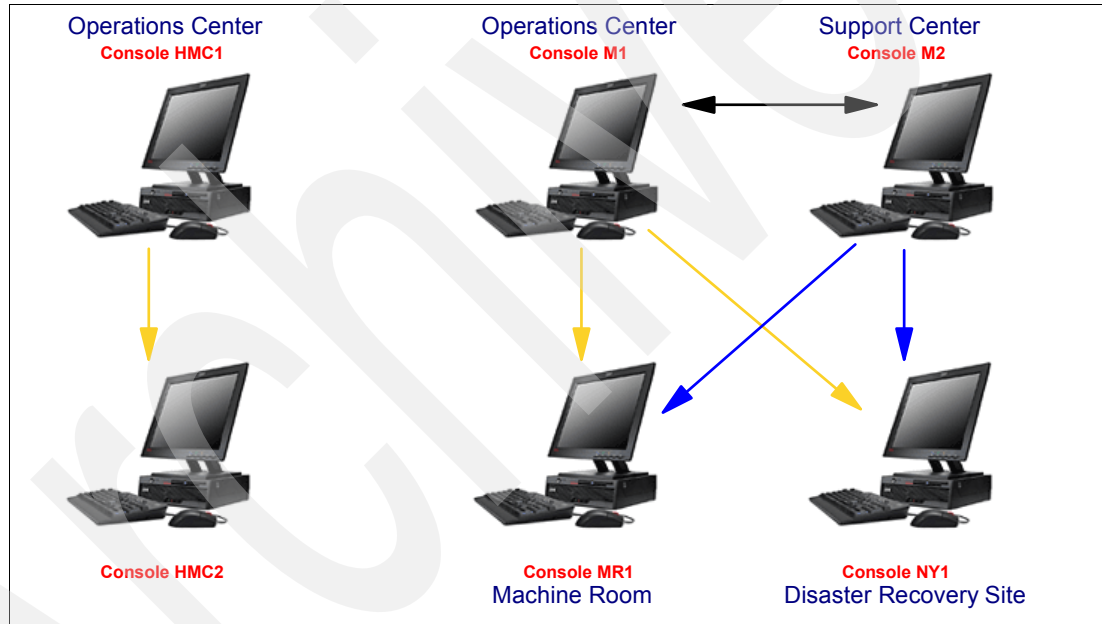 Operations Center
Console HMC1
Operations Center
Console M1
Support Center
Console M2
Console HMC2
Console MR1
Machine Room
Console NY1
Disaster Recovery Site